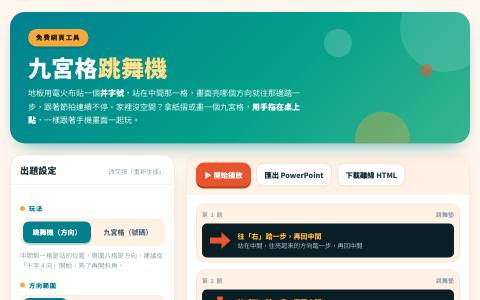 免費網頁工具
九宮格跳舞機
地板用電火布貼一個井字號，站在中間那一格，畫面亮哪個方向就往那邊踏一
步，跟著節拍連續不停。家裡沒空間？拿紙摺或畫一個九宮格，用手指在桌上
點，一樣跟著手機畫面一起玩。
出題設定
改完按「重新生成」
玩法
跳舞機（方向）
九宮格（號碼）
中間那一格是站的位置，周圍八格是方向。建議從
「十字 4 向」開始，熟了再開斜角。
方向範圍
▶ 開始播放
匯出 PowerPoint
下載離線 HTML
第 1 題
跳舞墊
往「右」踏一步，再回中間
站在中間，往亮起來的方向踏一步，再回中間
第 2 題
跳舞墊